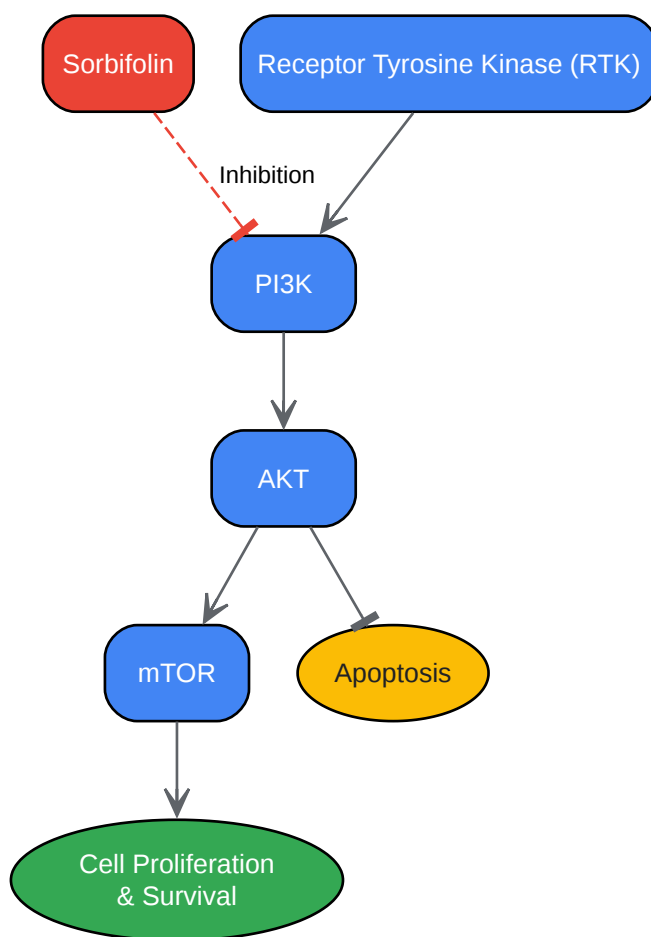 Sorbifolin
Receptor Tyrosine Kinase (RTK)
Inhibition
PI3K
AKT
mTOR
Apoptosis
Cell Proliferation
& Survival